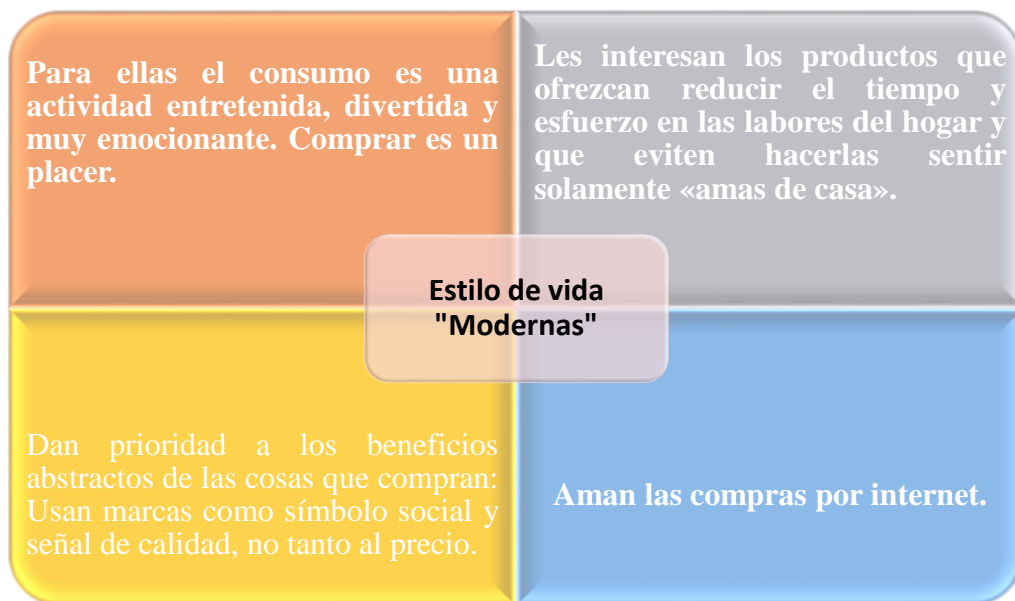 Para ellas el consumo es una
actividad entretenida, divertida y
muy emocionante. Comprar es un
placer.
Les interesan los productos que
ofrezcan reducir el tiempo y
esfuerzo en las labores del hogar y
que eviten hacerlas sentir
solamente «amas de casa».
Estilo de vida
"Modernas"
Dan prioridad a los beneficios
abstractos de las cosas que compran:
Usan marcas como símbolo social y
señal de calidad, no tanto al precio.
Aman las compras por internet.